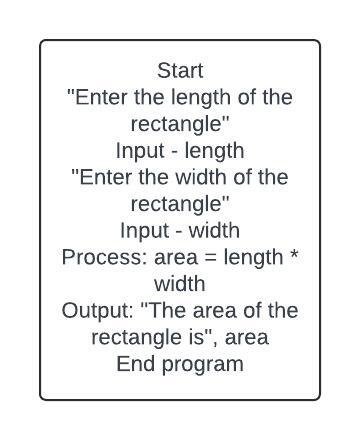 Start
"Enter the length of the
rectangle"
Input - length
"Enter the width of the
rectangle"
Input - width
Process: area = length *
width
Output: "The area of the
rectangle is", area
End program